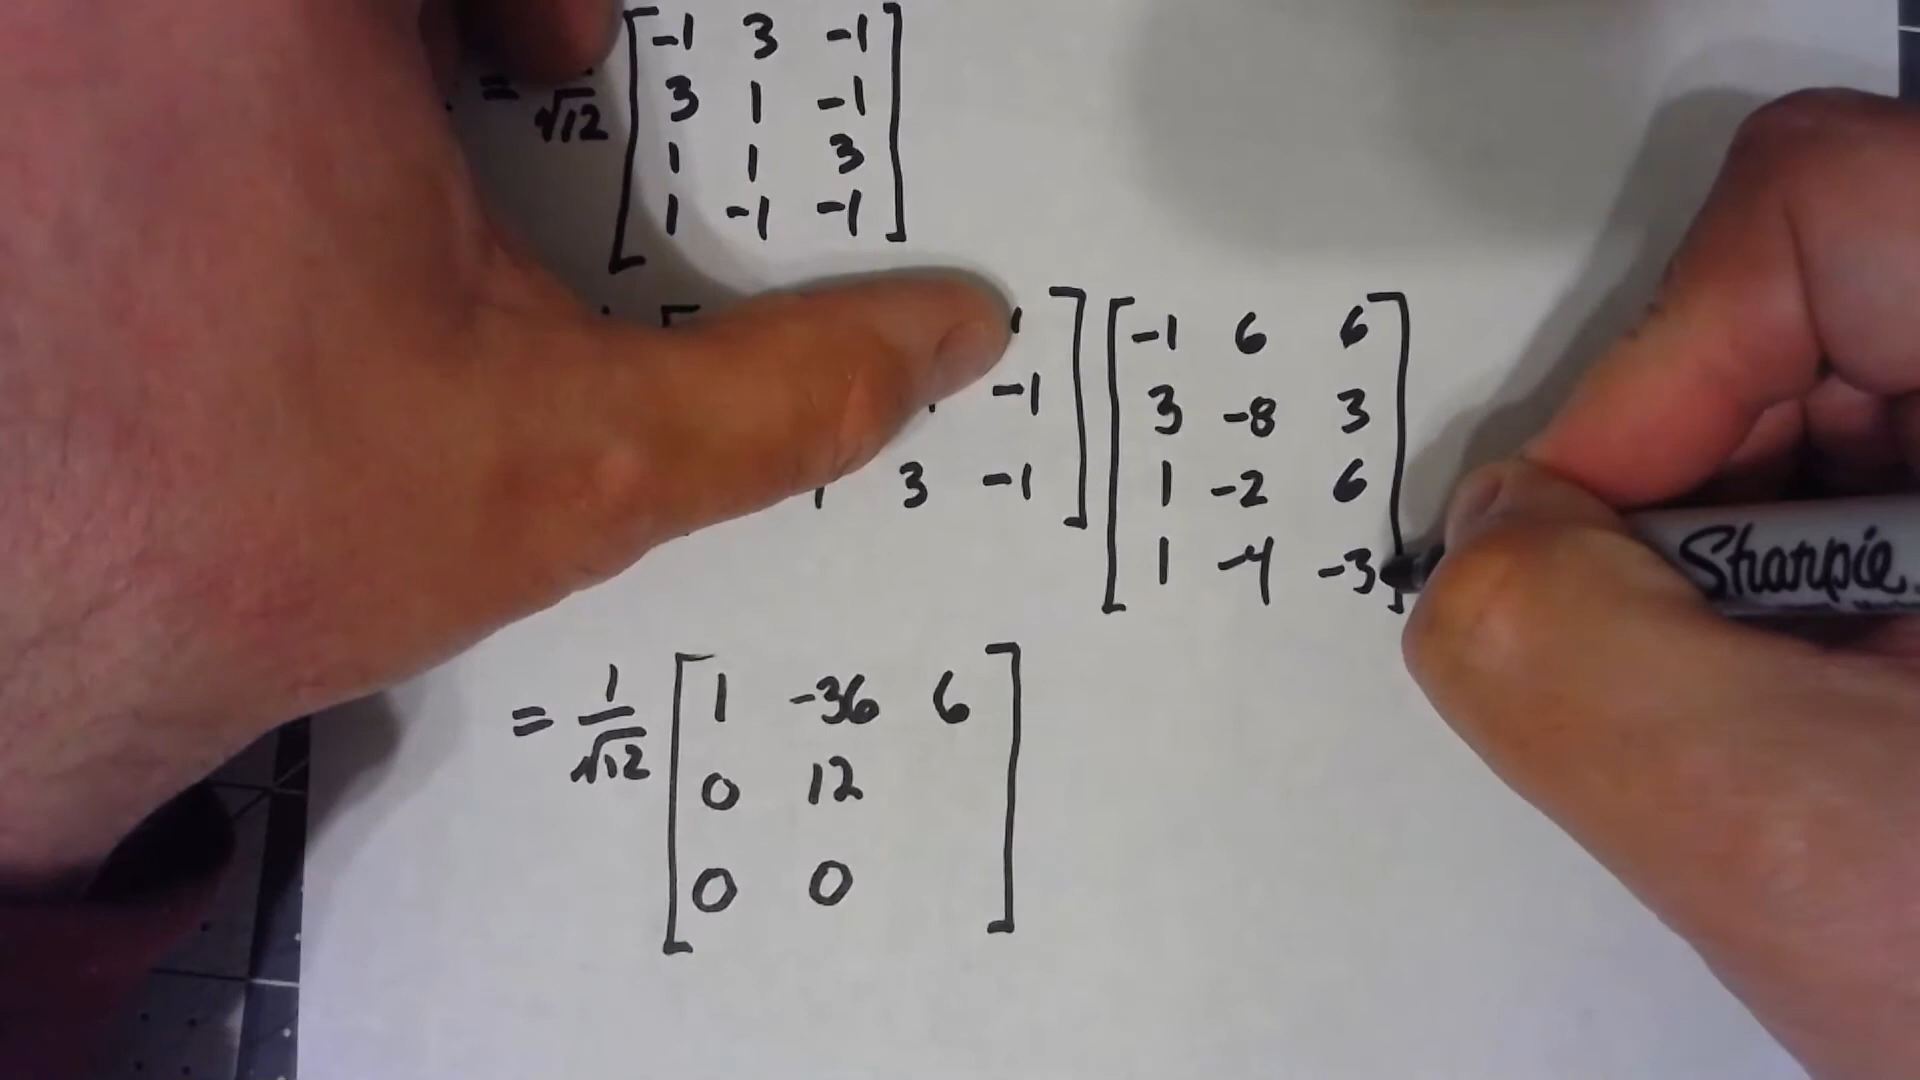 = √12 [ -1 3 -1
3 1 -1
1 1 3
1 -1 -1 ]
-1 ] [ -1 6 6
3 -8 3
3 -1 1 -2 6
1 -4 -3 ]
= 1/√12 [ 1 -36 6
0 12
0 0 ]
Sharpie